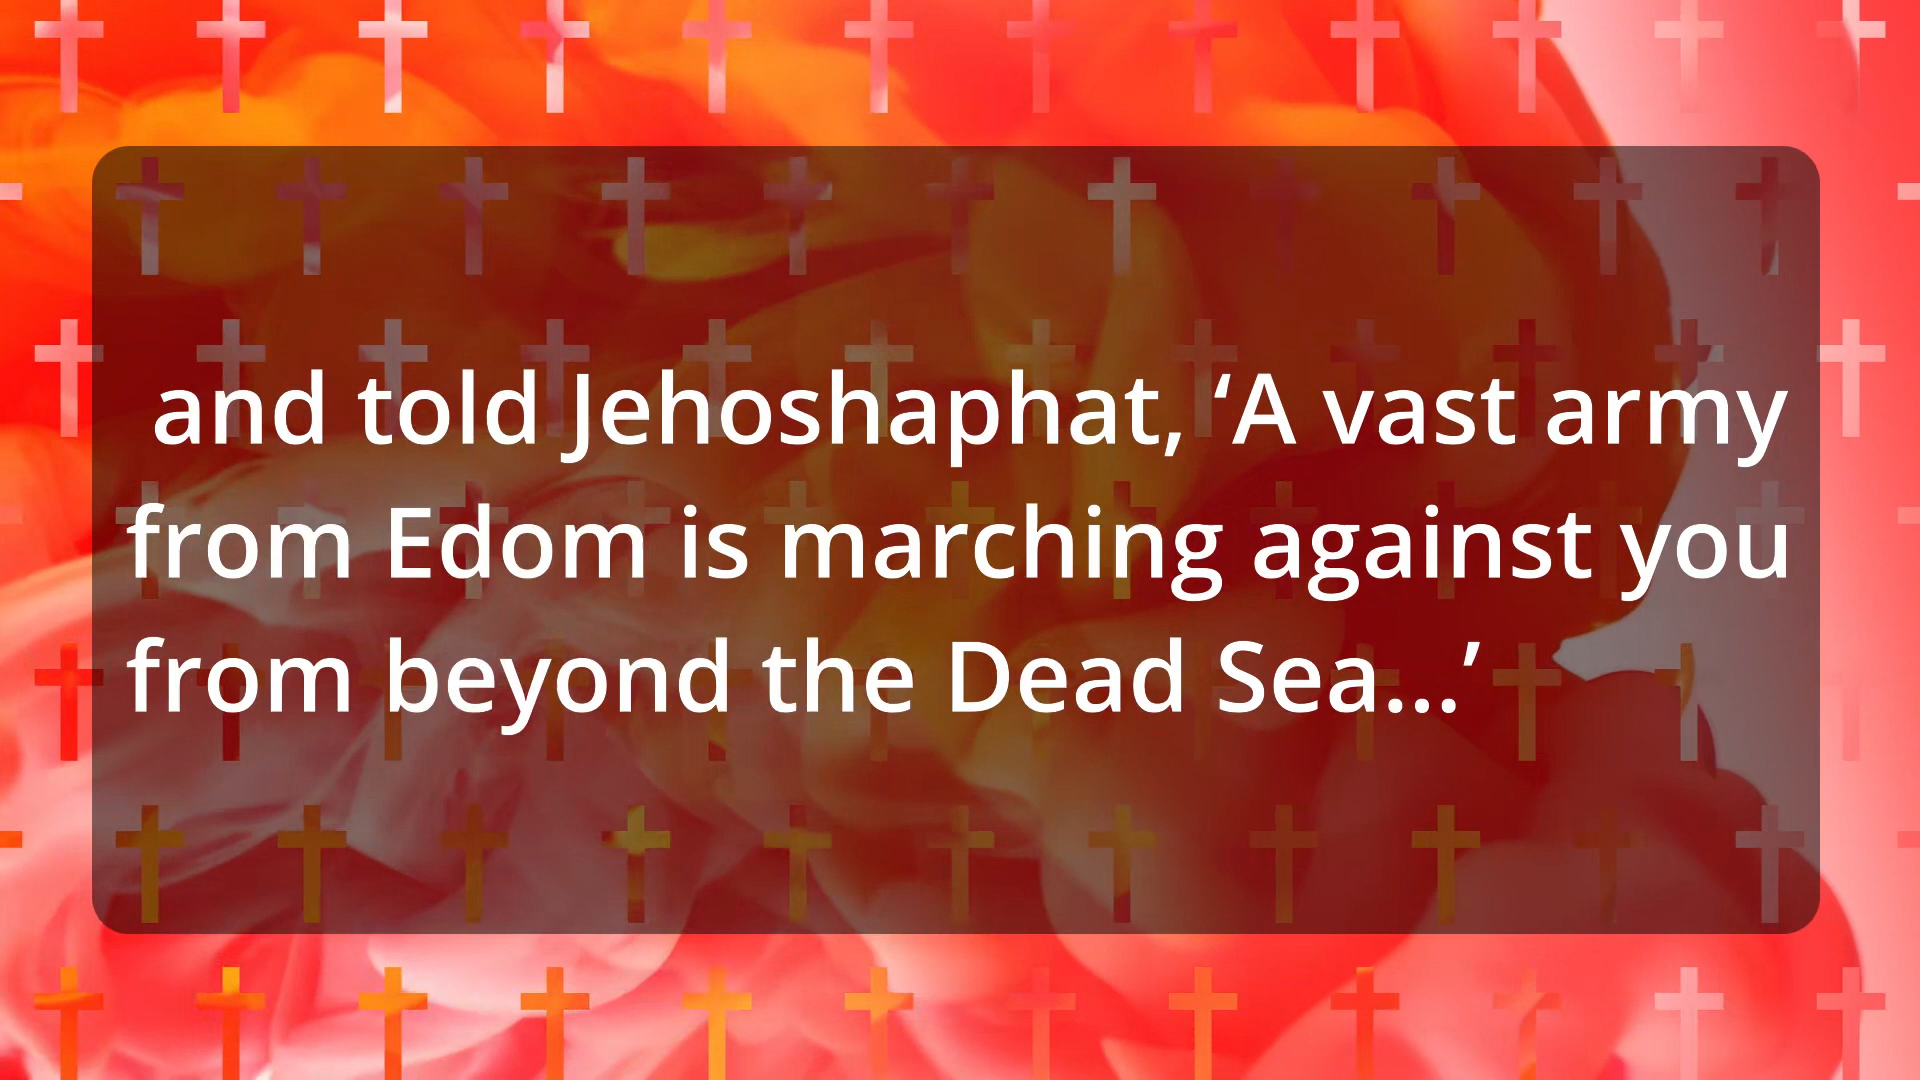 and told Jehoshaphat, ‘A vast army
from Edom is marching against you
from beyond the Dead Sea...’